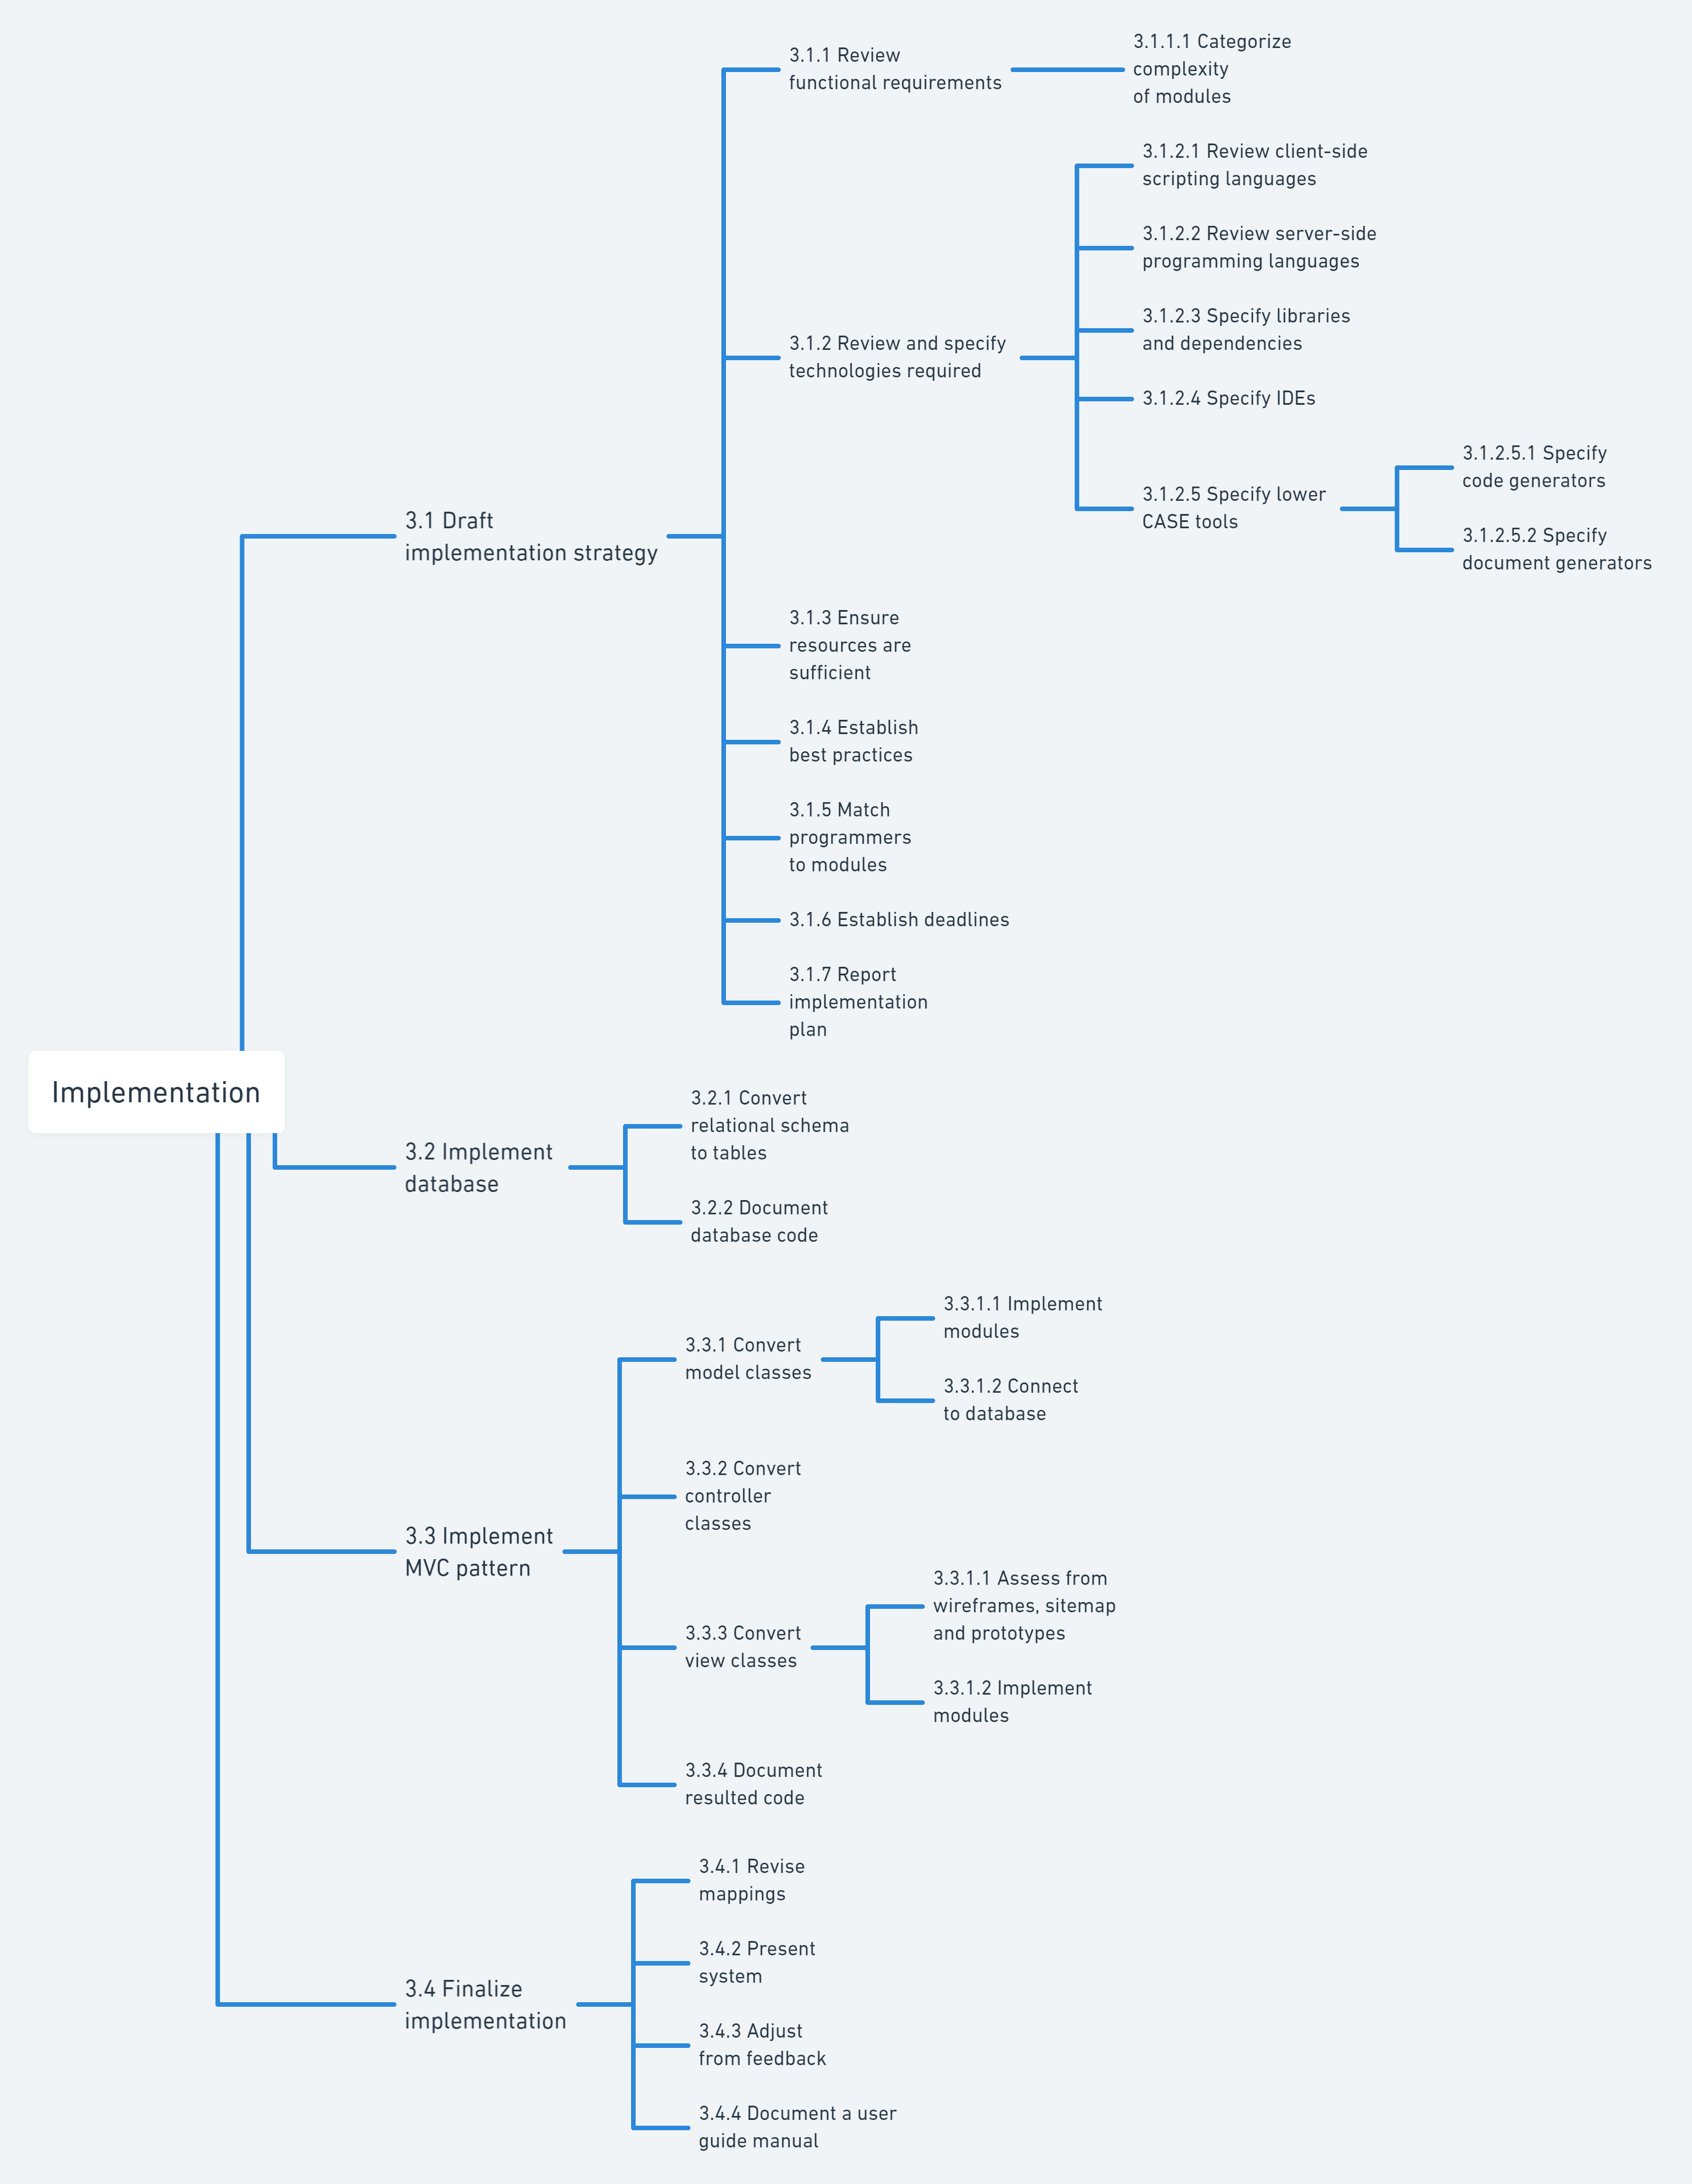 Implementation
3.1 Draft
implementation strategy
3.1.1 Review
functional requirements
3.1.1.1 Categorize
complexity
of modules
3.1.2 Review and specify
technologies required
3.1.2.1 Review client-side
scripting languages
3.1.2.2 Review server-side
programming languages
3.1.2.3 Specify libraries
and dependencies
3.1.2.4 Specify IDEs
3.1.2.5 Specify lower
CASE tools
3.1.2.5.1 Specify
code generators
3.1.2.5.2 Specify
document generators
3.1.3 Ensure
resources are
sufficient
3.1.4 Establish
best practices
3.1.5 Match
programmers
to modules
3.1.6 Establish deadlines
3.1.7 Report
implementation
plan
3.2 Implement
database
3.2.1 Convert
relational schema
to tables
3.2.2 Document
database code
3.3 Implement
MVC pattern
3.3.1 Convert
model classes
3.3.1.1 Implement
modules
3.3.1.2 Connect
to database
3.3.2 Convert
controller
classes
3.3.3 Convert
view classes
3.3.1.1 Assess from
wireframes, sitemap
and prototypes
3.3.1.2 Implement
modules
3.3.4 Document
resulted code
3.4 Finalize
implementation
3.4.1 Revise
mappings
3.4.2 Present
system
3.4.3 Adjust
from feedback
3.4.4 Document a user
guide manual